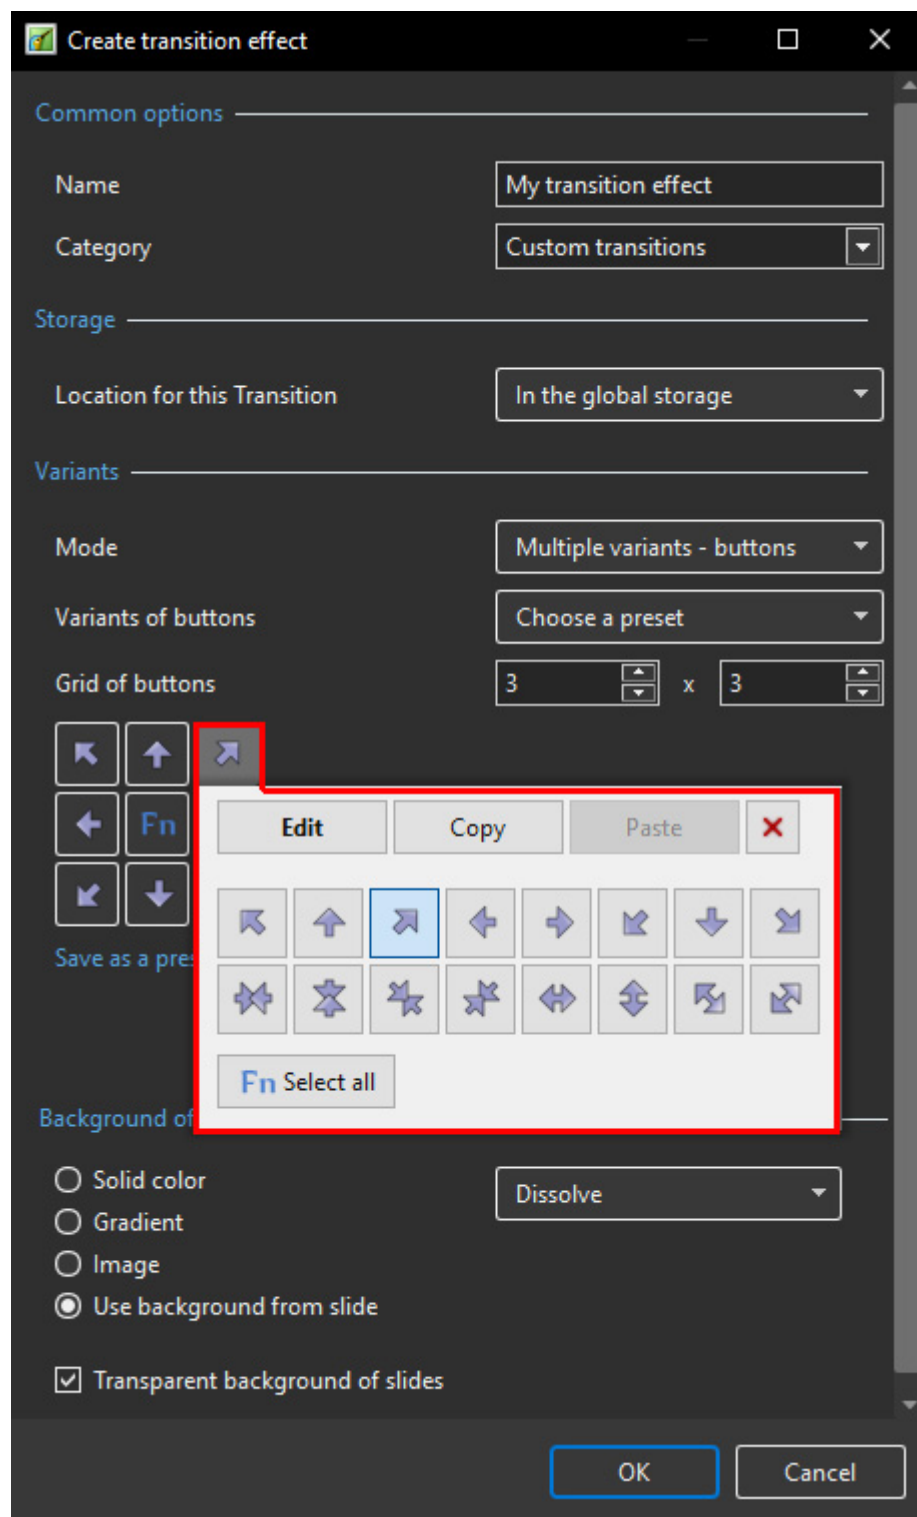 Create transition effect
Common options
Name
My transition effect
Category
Custom transitions
Storage
Location for this Transition
In the global storage
Variants
Mode
Multiple variants - buttons
Variants of buttons
Choose a preset
Grid of buttons
3 x 3
Edit Copy Paste
Fn
Save as a pre
Fn Select all
Background of
Solid color
Dissolve
Gradient
Image
Use background from slide
Transparent background of slides
OK Cancel